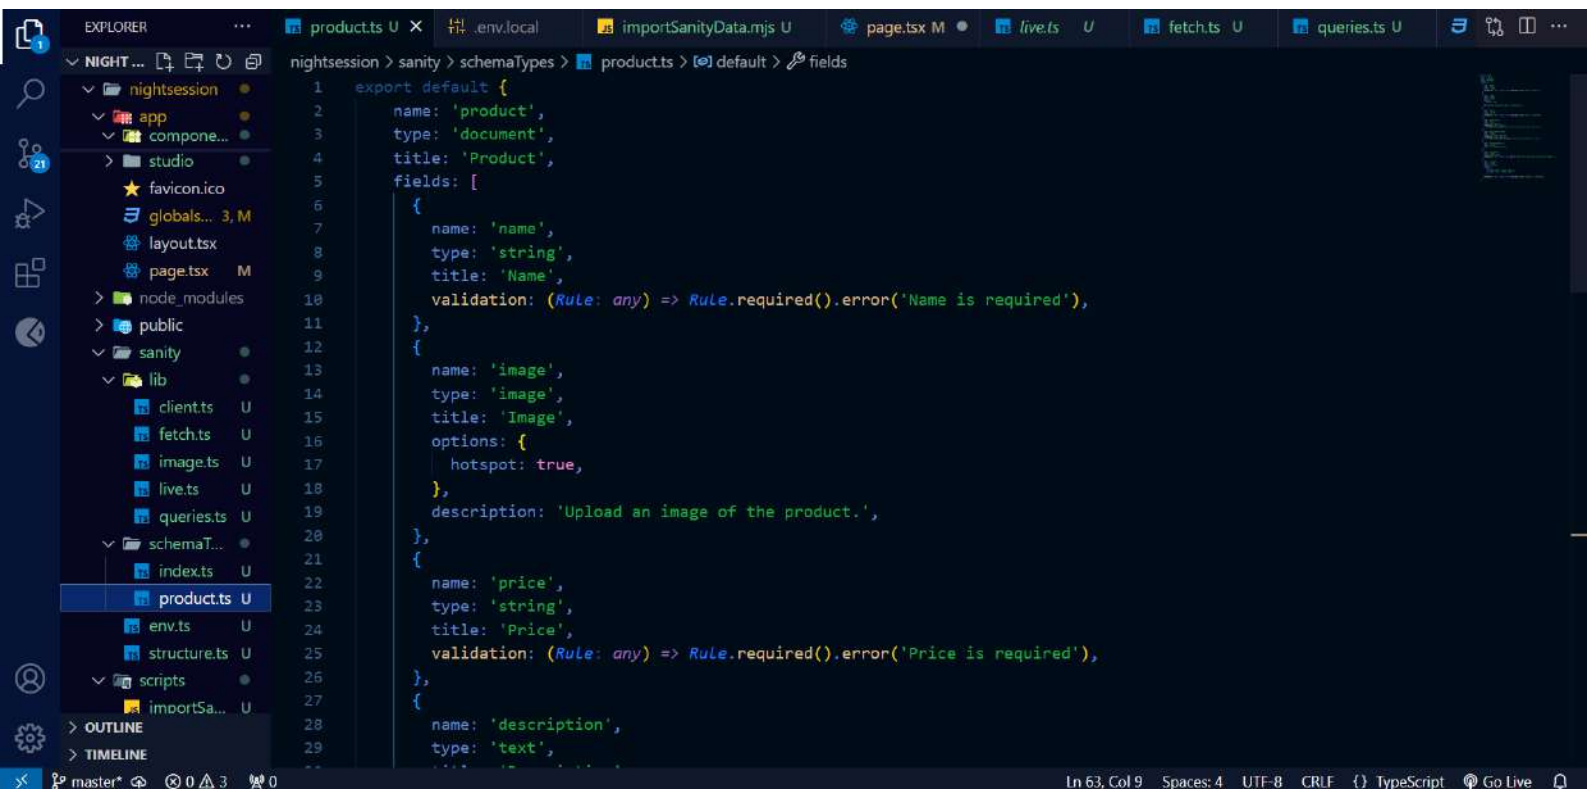 EXPLORER ···
product.ts U ×
.env.local
importSanityData.mjs U
page.tsx M ●
live.ts U
fetch.ts U
queries.ts U
···
NIGHT ...
nightsession > sanity > schemaTypes > product.ts > default > fields
nightsession
app
compone...
studio
favicon.ico
globals... 3, M
layout.tsx
page.tsx M
node_modules
public
sanity
lib
client.ts U
fetch.ts U
image.ts U
live.ts U
queries.ts U
schemaT...
index.ts U
product.ts U
env.ts U
structure.ts U
scripts
importSa... U
OUTLINE
TIMELINE
1
21
1 export default {
2 name: 'product',
3 type: 'document',
4 title: 'Product',
5 fields: [
6 {
7 name: 'name',
8 type: 'string',
9 title: 'Name',
10 validation: (Rule: any) => Rule.required().error('Name is required'),
11 },
12 {
13 name: 'image',
14 type: 'image',
15 title: 'Image',
16 options: {
17 hotspot: true,
18 },
19 description: 'Upload an image of the product.',
20 },
21 {
22 name: 'price',
23 type: 'string',
24 title: 'Price',
25 validation: (Rule: any) => Rule.required().error('Price is required'),
26 },
27 {
28 name: 'description',
29 type: 'text',
master* 0 3 0 Ln 63, Col 9 Spaces: 4 UTF-8 CRLF {} TypeScript Go Live